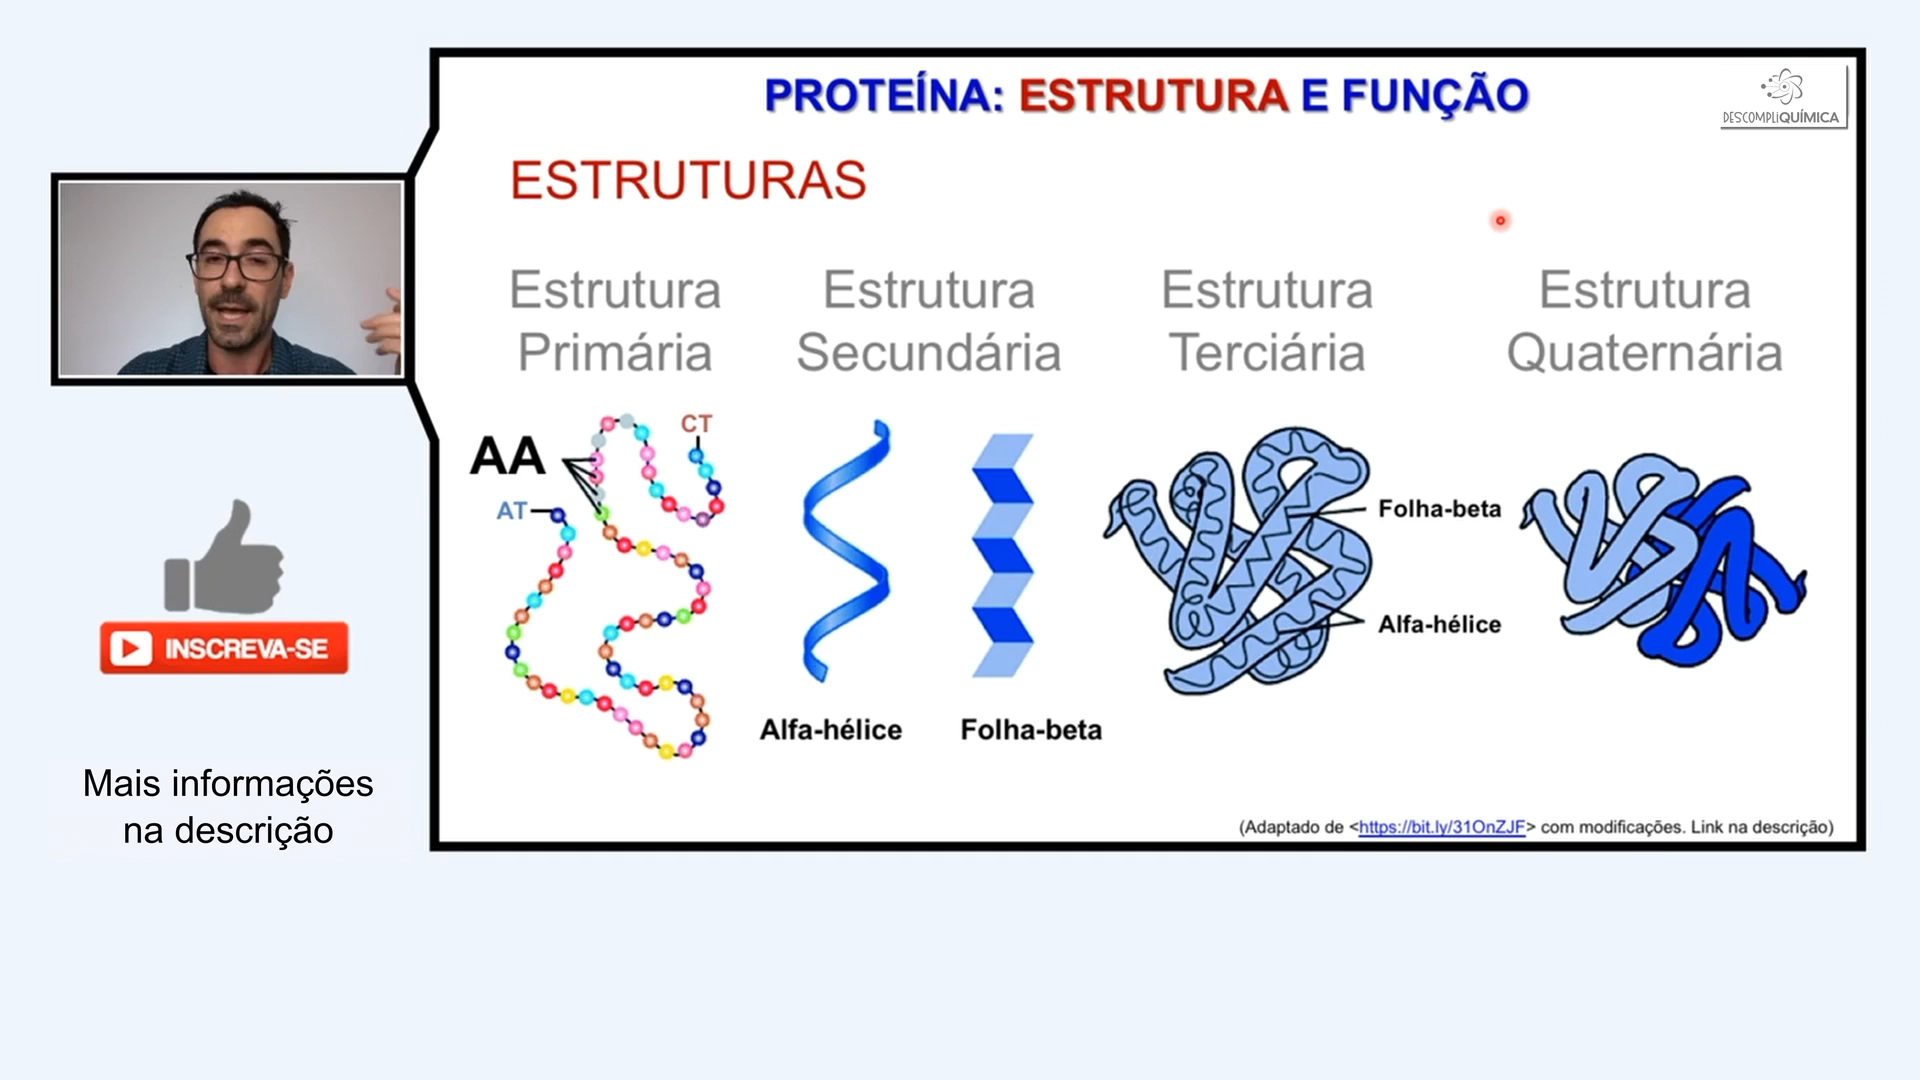 PROTEÍNA: ESTRUTURA E FUNÇÃO
DESCOMPLIQUÍMICA
ESTRUTURAS
Estrutura
Primária
Estrutura
Secundária
Estrutura
Terciária
Estrutura
Quaternária
CT
AA
AT
Folha-beta
Alfa-hélice
Alfa-hélice
Folha-beta
INSCREVA-SE
Mais informações
na descrição
(Adaptado de <https://bit.ly/31OnZJF> com modificações. Link na descrição)